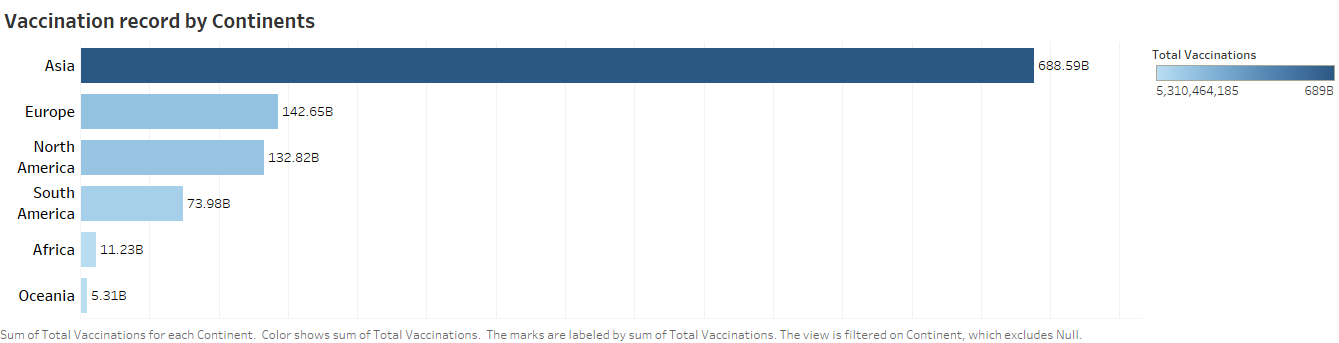 Vaccination record by Continents
Asia
688.59B
Europe
142.65B
North
America
132.82B
South
America
73.98B
Africa
11.23B
Oceania
5.31B
Total Vaccinations
5,310,464,185 689B
Sum of Total Vaccinations for each Continent.  Color shows sum of Total Vaccinations.  The marks are labeled by sum of Total Vaccinations. The view is filtered on Continent, which excludes Null.